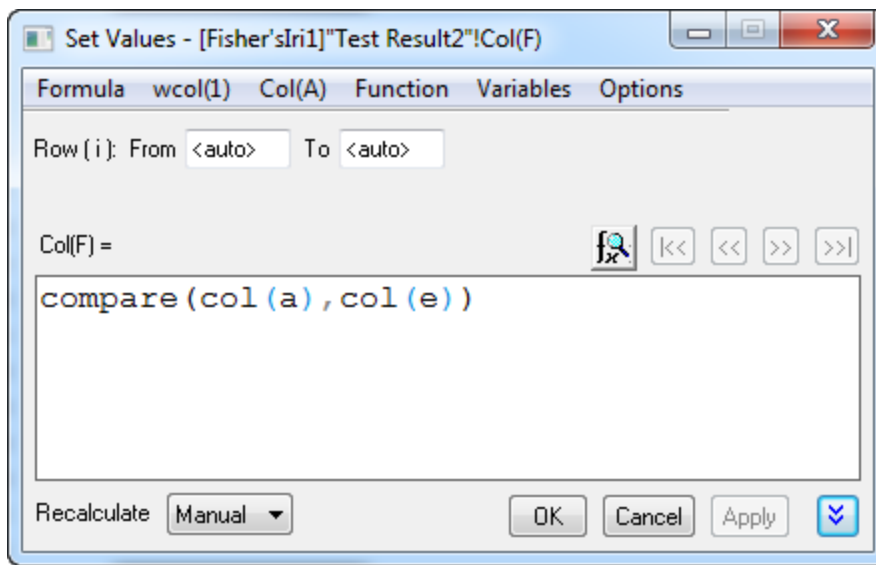 Set Values - [Fisher'sIri1]"Test Result2"!Col(F)
Formula wcol(1) Col(A) Function Variables Options
Row(i): From <auto> To <auto>
Col(F) =
fx |<< << >> >>|
compare(col(a),col(e))
Recalculate Manual OK Cancel Apply